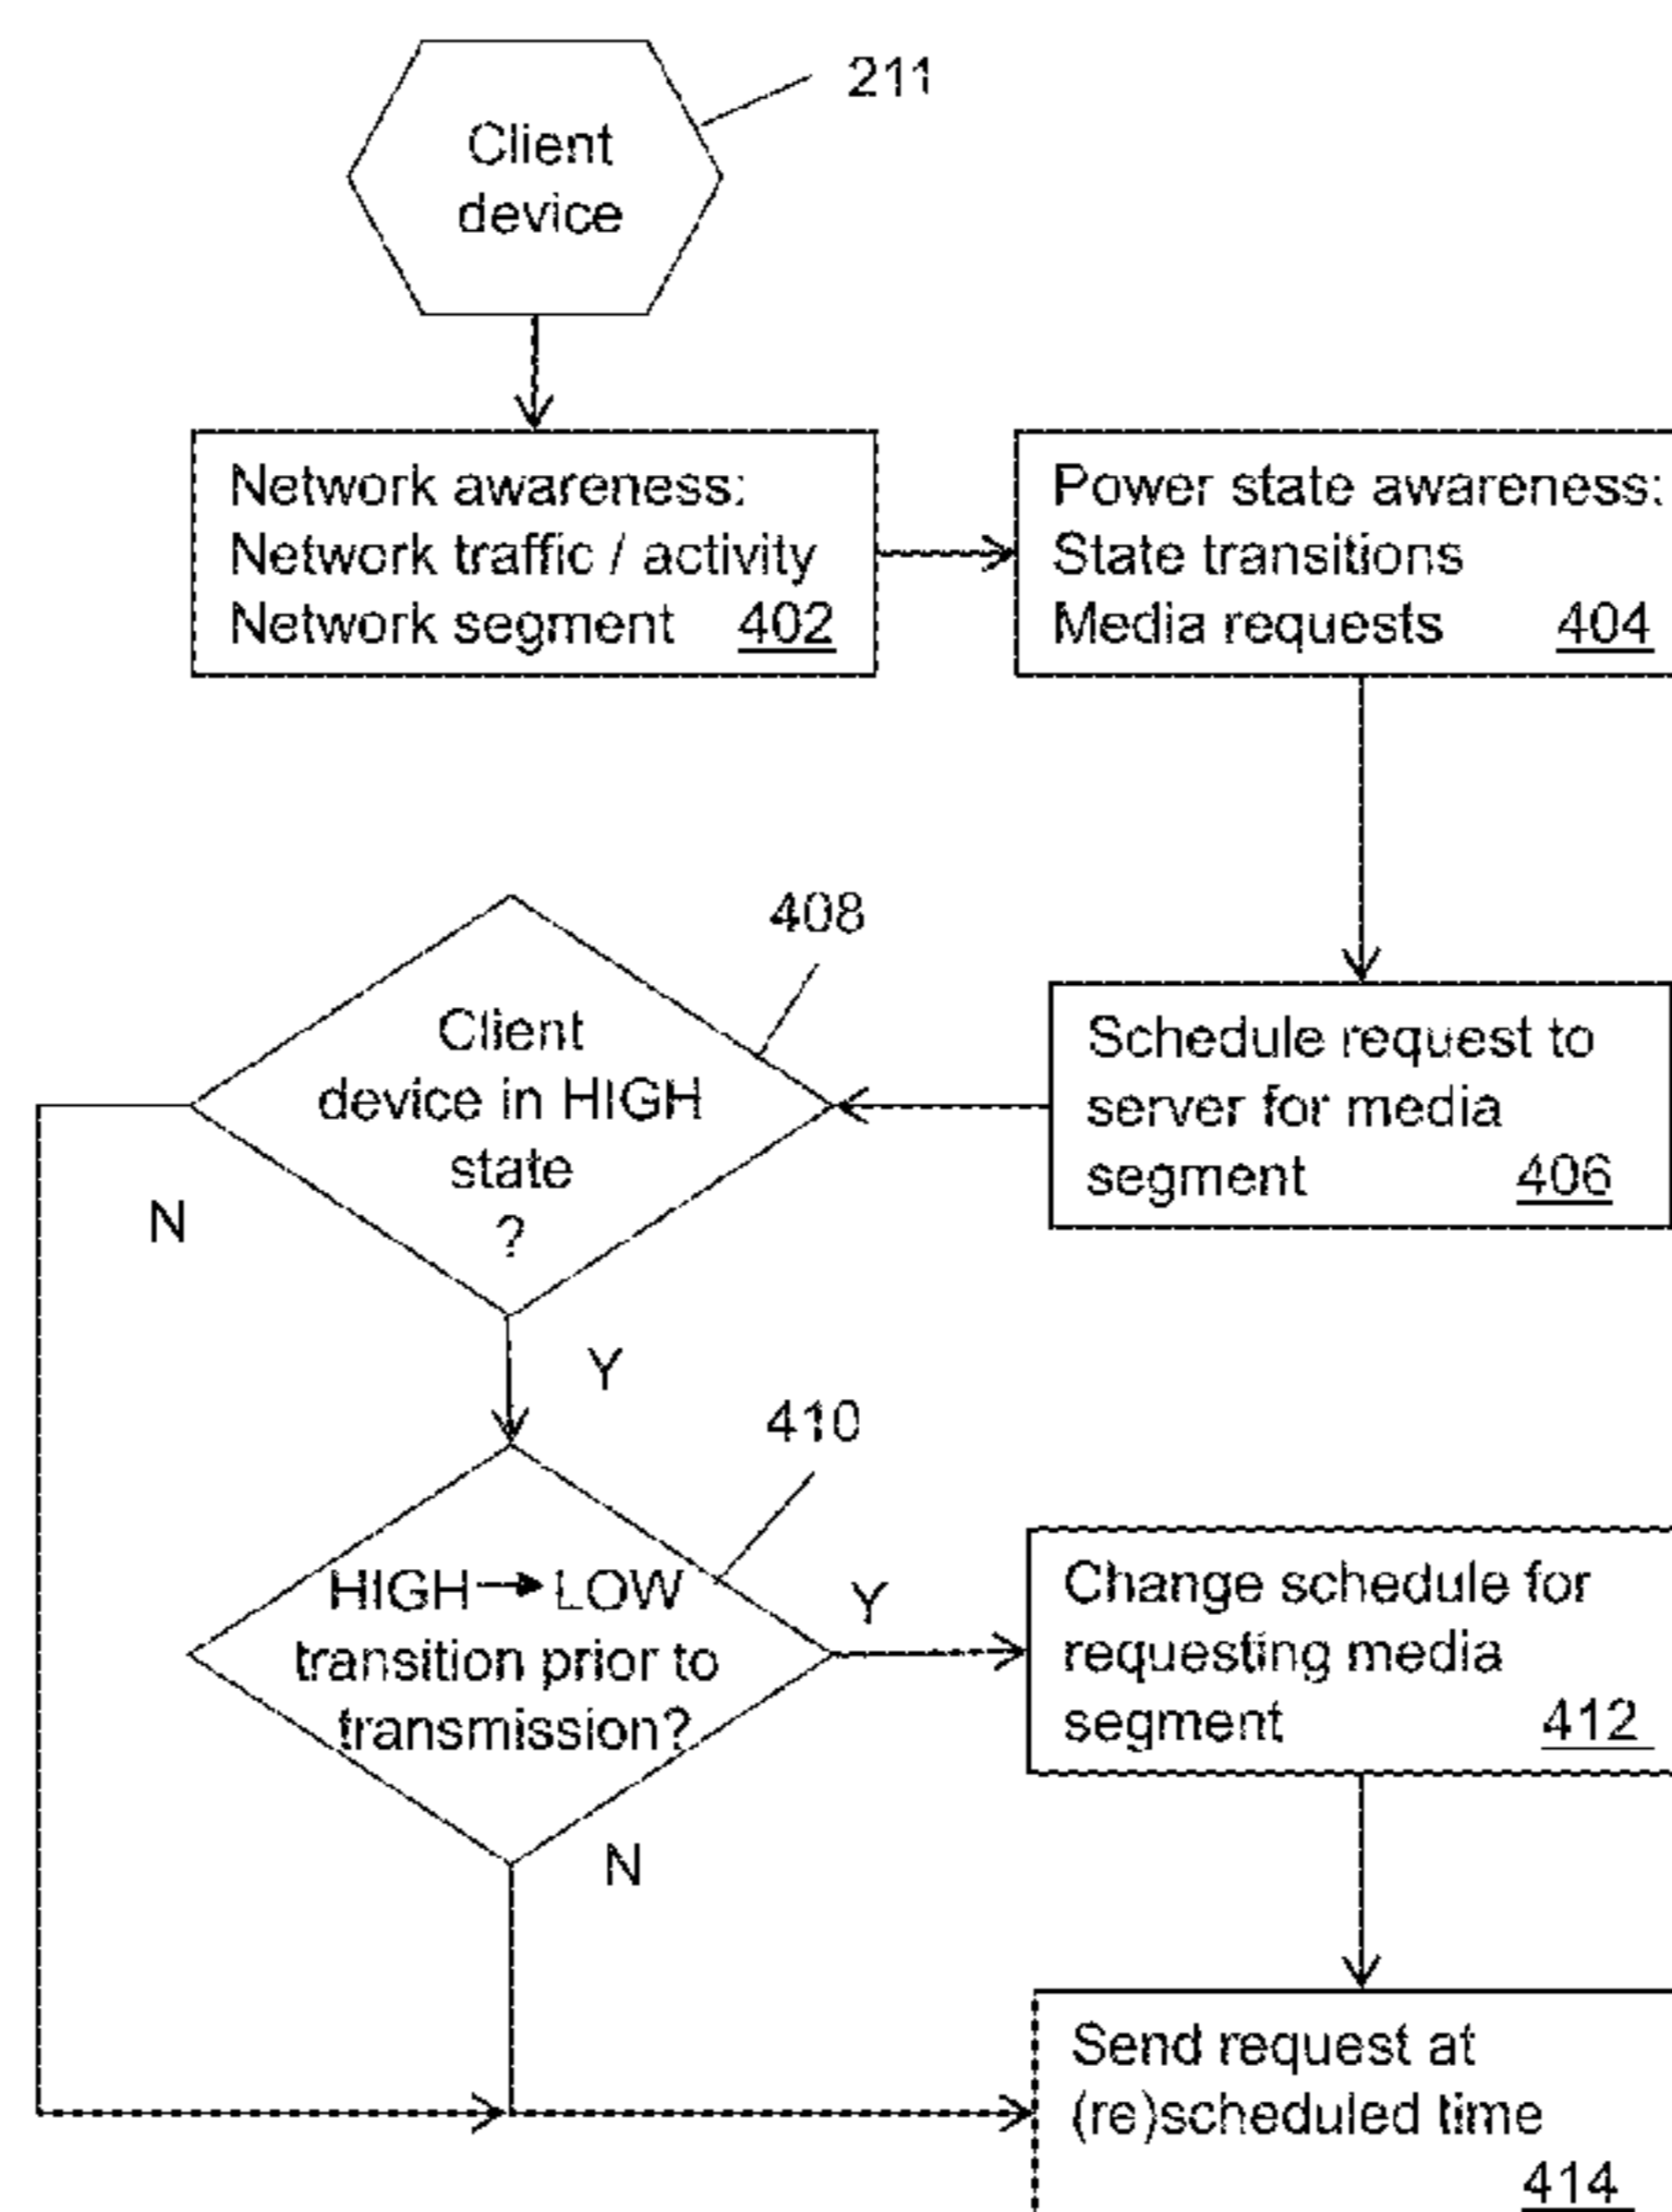 211
Client
device
Network awareness:
Network traffic / activity
Network segment 402
Power state awareness:
State transitions
Media requests 404
408
Client
device in HIGH
state
?
Schedule request to
server for media
segment 406
N
Y
410
HIGH→LOW
transition prior to
transmission?
Y
Change schedule for
requesting media
segment 412
N
Send request at
(re)scheduled time
414